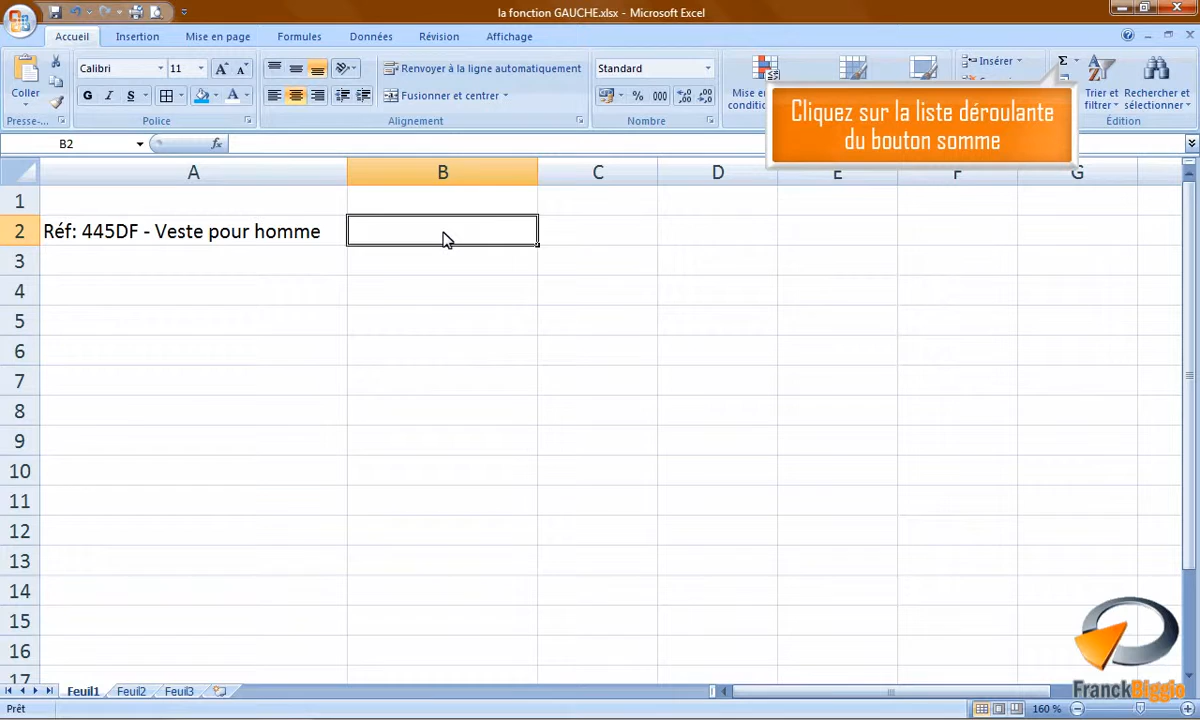 la fonction GAUCHE.xlsx - Microsoft Excel
Accueil Insertion Mise en page Formules Données Révision Affichage
Coller
Calibri 11
G I S
Renvoyer à la ligne automatiquement
Fusionner et centrer
Standard
% 000
Insérer
Σ
Trier et filtrer
Rechercher et sélectionner
Presse-... Police Alignement Nombre Édition
Cliquez sur la liste déroulante
du bouton somme
B2 fx
A B C D E F G
1
2 Réf: 445DF - Veste pour homme
3
4
5
6
7
8
9
10
11
12
13
14
15
16
17
FranckBiggio
Feuil1 Feuil2 Feuil3
Prêt 160 %